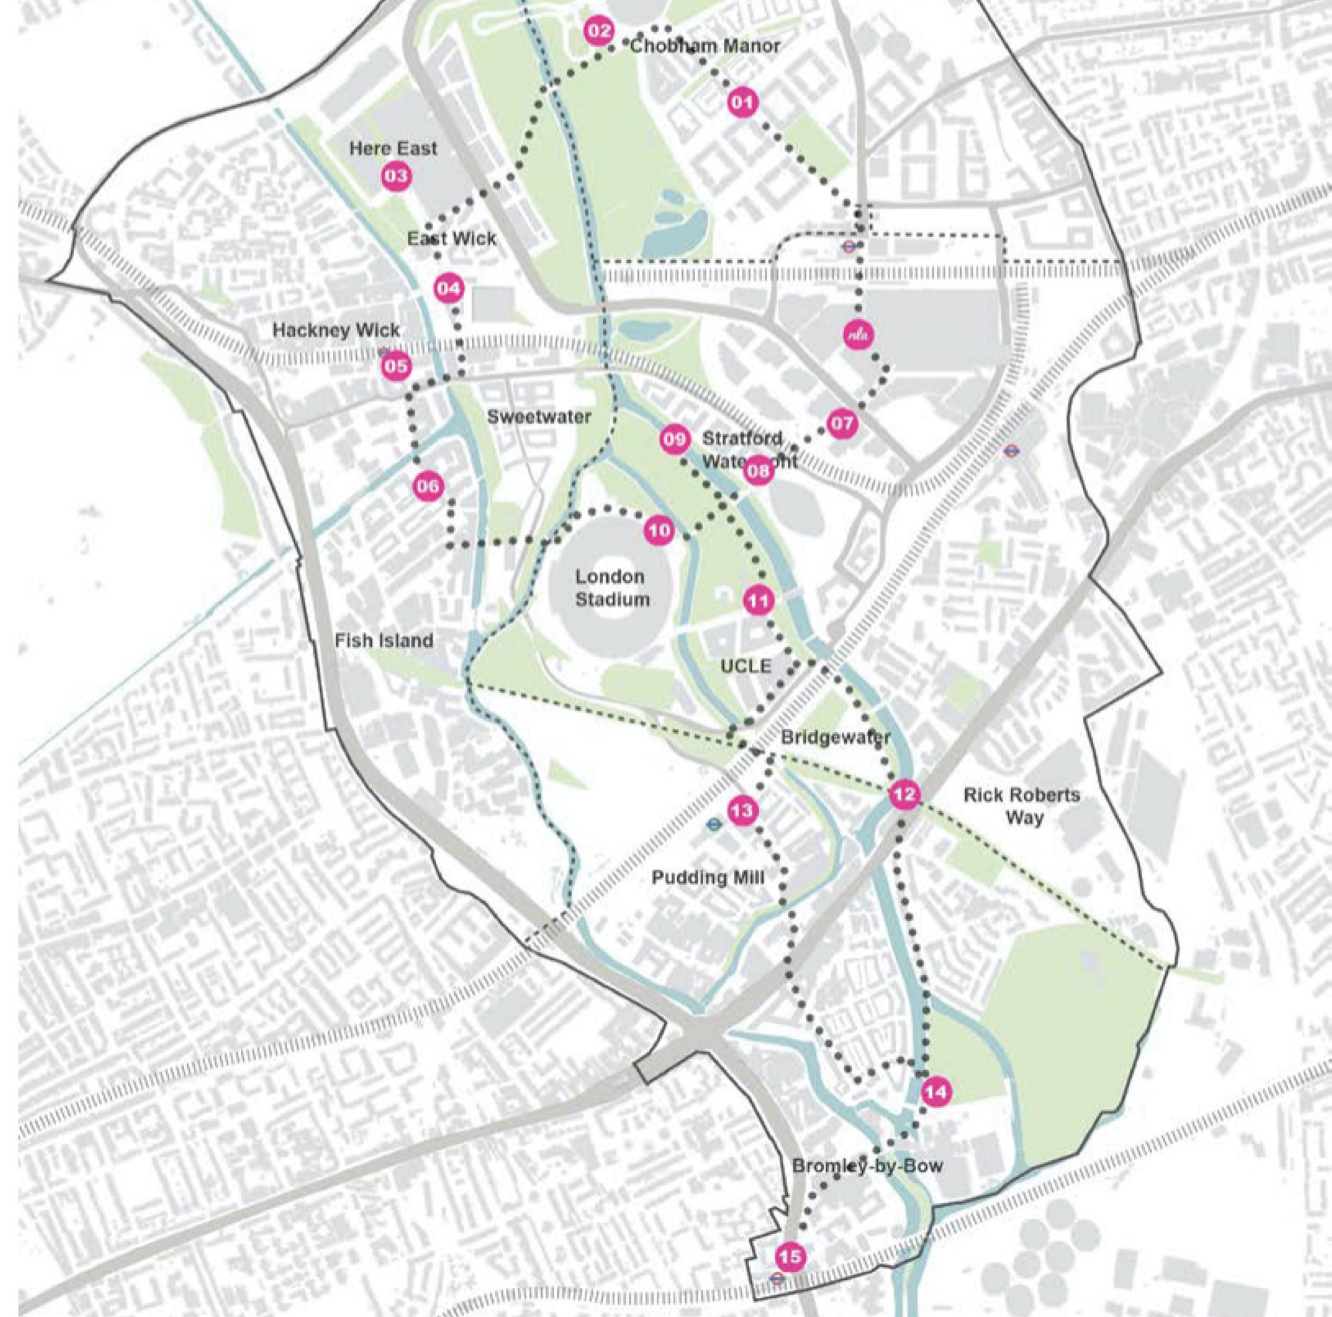 02
Chobham Manor
01
Here East
03
East Wick
04
nla
Hackney Wick
05
Sweetwater
07
09
Stratford
Waterfront
08
06
10
London
Stadium
11
Fish Island
UCLE
Bridgewater
12
Rick Roberts
Way
13
Pudding Mill
14
Bromley-by-Bow
15